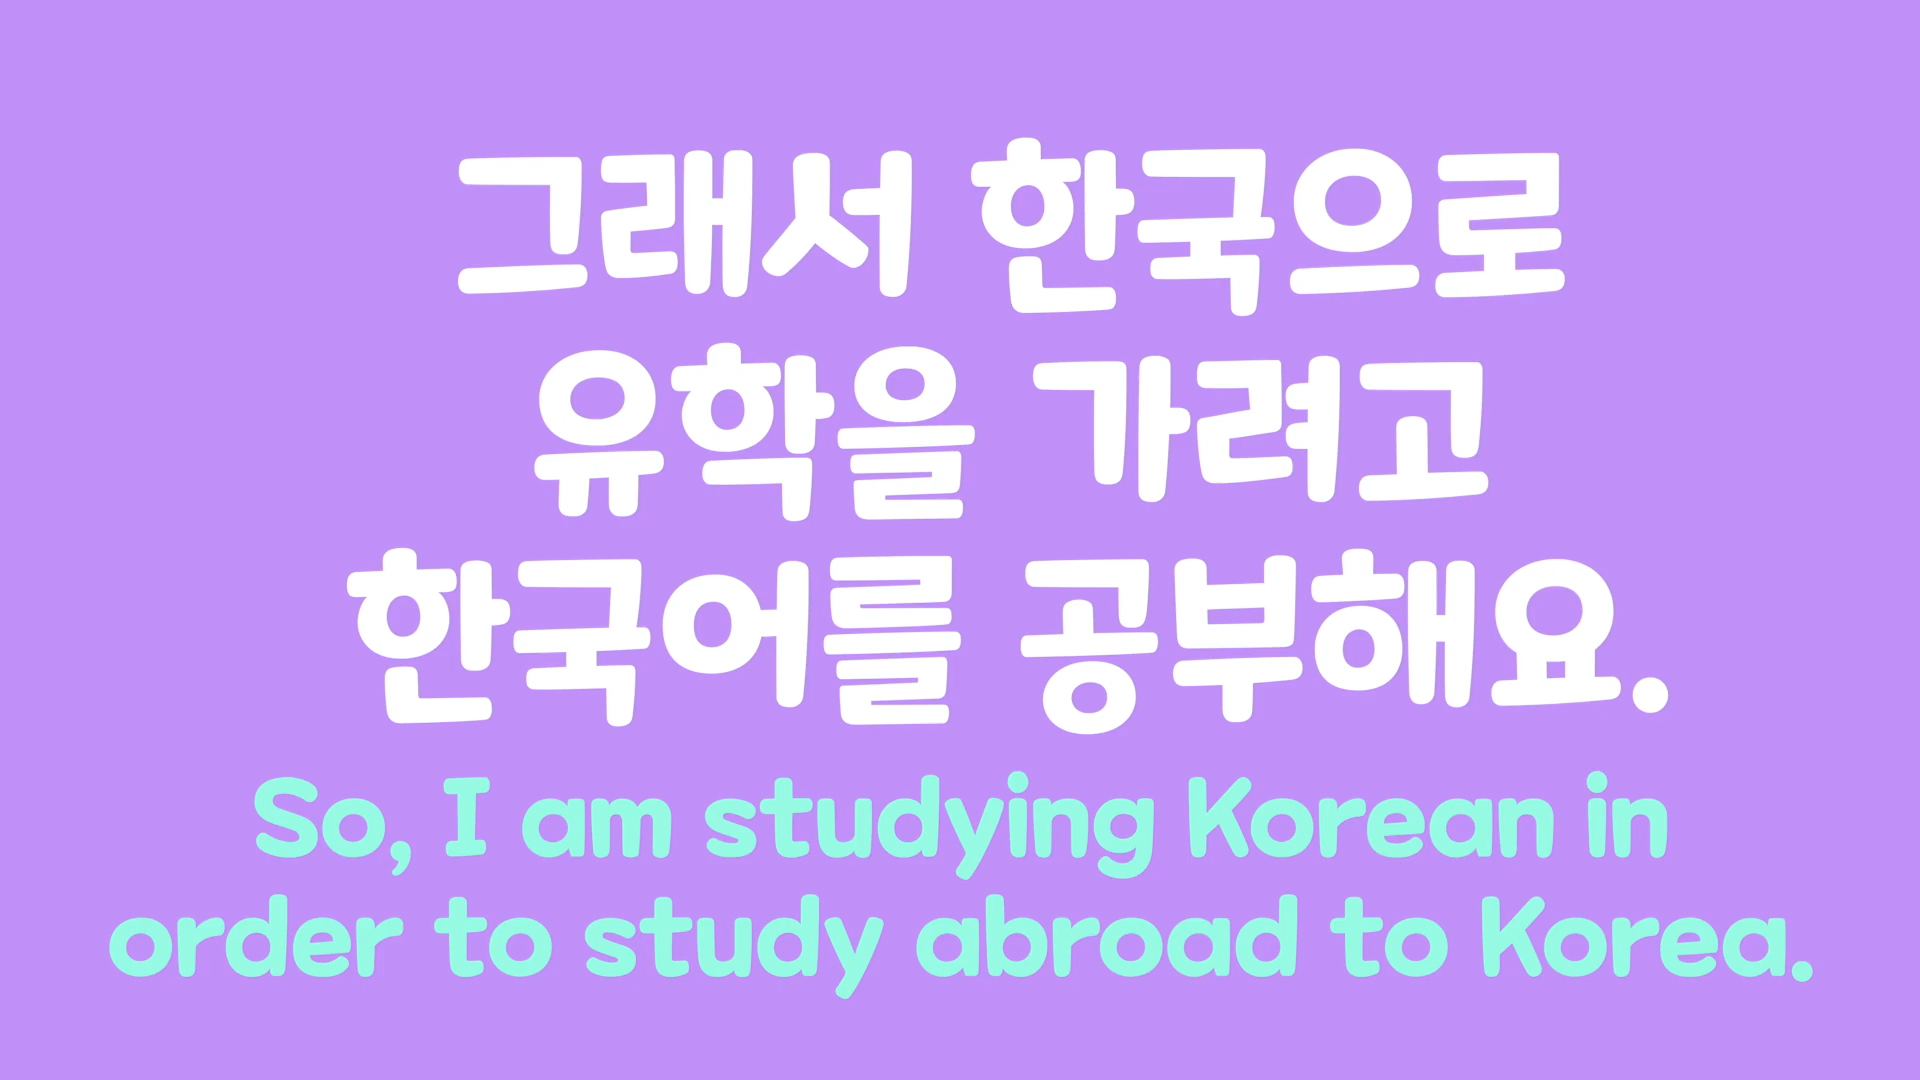 그래서 한국으로
유학을 가려고
한국어를 공부해요.
So, I am studying Korean in
order to study abroad to Korea.